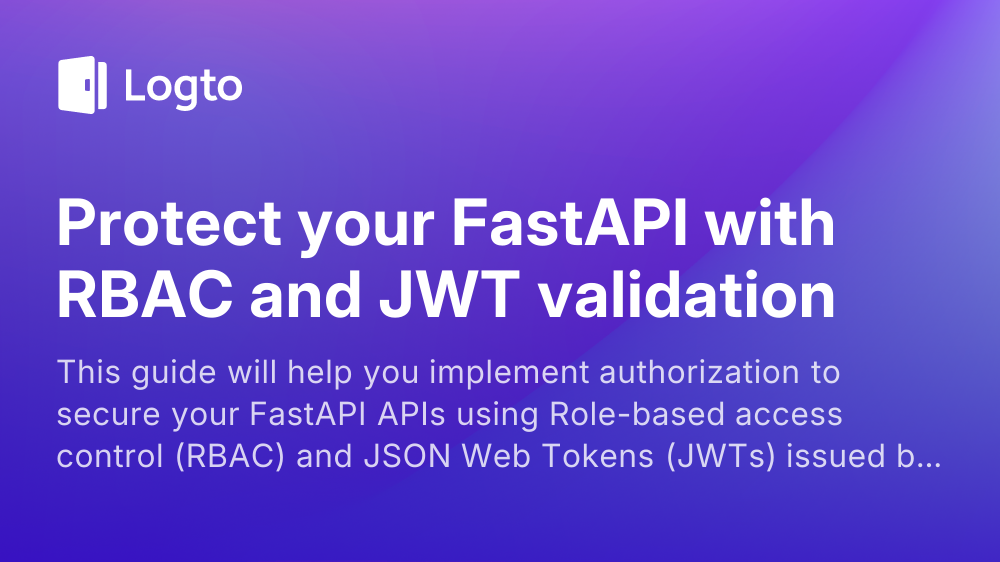 Logto
Protect your FastAPI with
RBAC and JWT validation
This guide will help you implement authorization to
secure your FastAPI APIs using Role-based access
control (RBAC) and JSON Web Tokens (JWTs) issued b...